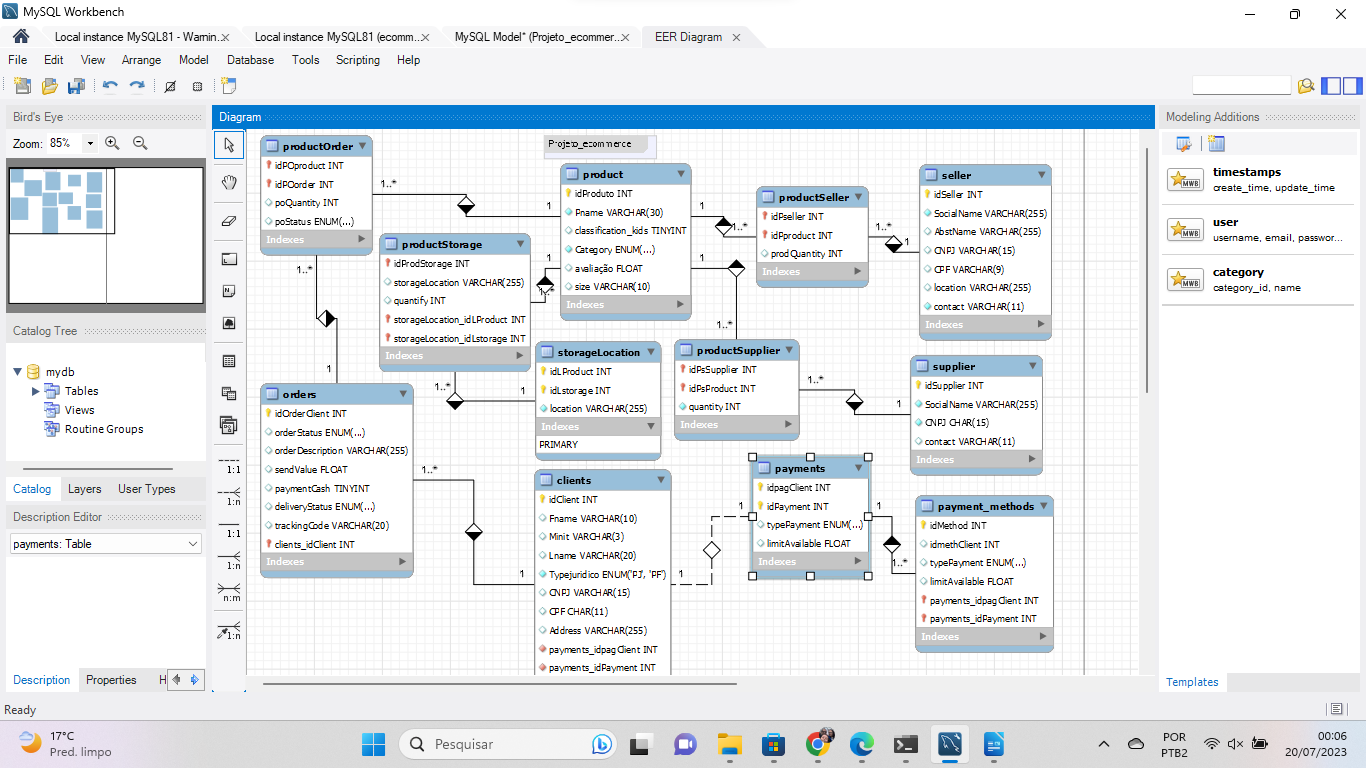 MySQL Workbench
Local instance MySQL81 - Warnin...
Local instance MySQL81 (ecomm...
MySQL Model* (Projeto_ecommer...
EER Diagram
File Edit View Arrange Model Database Tools Scripting Help
Bird's Eye
Zoom: 85%
Catalog Tree
mydb
Tables
Views
Routine Groups
Catalog Layers User Types
Description Editor
payments: Table
Description Properties H
Ready
Diagram
1:1
1:n
1:1
1:n
n:m
1:n
Projeto_ecommerce
productOrder
idPOproduct INT
idPOorder INT
poQuantity INT
poStatus ENUM(...)
Indexes
1..*
1
1..*
1
productStorage
idProdStorage INT
storageLocation VARCHAR(255)
quantify INT
storageLocation_idLProduct INT
storageLocation_idLstorage INT
Indexes
1
1..*
1
product
idProduto INT
Pname VARCHAR(30)
classification_kids TINYINT
Category ENUM(...)
avaliação FLOAT
size VARCHAR(10)
Indexes
1
1..*
1
1..*
productSeller
idPseller INT
idPproduct INT
prodQuantity INT
Indexes
1..*
1
seller
idSeller INT
SocialName VARCHAR(255)
AbstName VARCHAR(255)
CNPJ VARCHAR(15)
CPF VARCHAR(9)
location VARCHAR(255)
contact VARCHAR(11)
Indexes
storageLocation
idLProduct INT
idLstorage INT
location VARCHAR(255)
Indexes
PRIMARY
productSupplier
idPsSupplier INT
idPsProduct INT
quantity INT
Indexes
1..*
1
supplier
idSupplier INT
SocialName VARCHAR(255)
CNPJ CHAR(15)
contact VARCHAR(11)
Indexes
orders
idOrderClient INT
orderStatus ENUM(...)
orderDescription VARCHAR(255)
sendValue FLOAT
paymentCash TINYINT
deliveryStatus ENUM(...)
trackingCode VARCHAR(20)
clients_idClient INT
Indexes
1..*
1
clients
idClient INT
Fname VARCHAR(10)
Minit VARCHAR(3)
Lname VARCHAR(20)
Typejuridico ENUM('PJ', 'PF')
CNPJ VARCHAR(15)
CPF CHAR(11)
Address VARCHAR(255)
payments_idpagClient INT
payments_idPayment INT
1
1
payments
idpagClient INT
idPayment INT
typePayment ENUM(...)
limitAvailable FLOAT
Indexes
1
1..*
payment_methods
idMethod INT
idmethClient INT
typePayment ENUM(...)
limitAvailable FLOAT
payments_idpagClient INT
payments_idPayment INT
Indexes
Modeling Additions
timestamps
create_time, update_time
user
username, email, passwor...
category
category_id, name
MWB
MWB
MWB
Templates
17°C
Pred. limpo
Pesquisar
POR
PTB2
00:06
20/07/2023